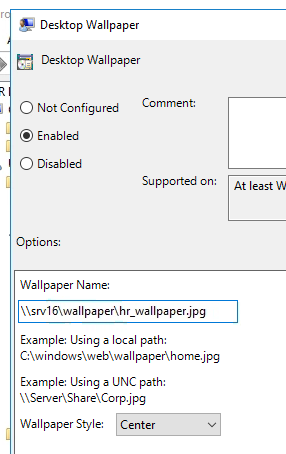 Desktop Wallpaper
Desktop Wallpaper
Not Configured
Comment:
Enabled
Disabled
Supported on:
At least W
Options:
Wallpaper Name:
\\srv16\wallpaper\hr_wallpaper.jpg
Example: Using a local path:
C:\windows\web\wallpaper\home.jpg
Example: Using a UNC path:
\\Server\Share\Corp.jpg
Wallpaper Style:
Center